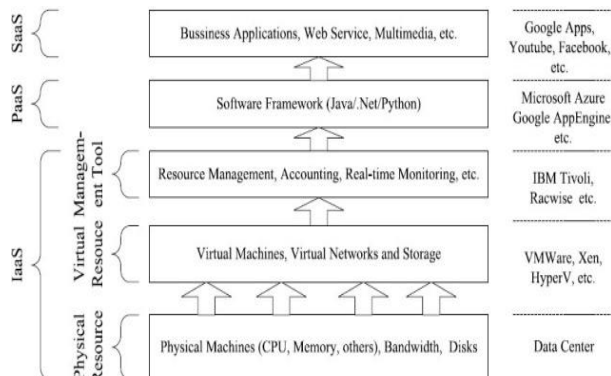 SaaS
Bussiness Applications, Web Service, Multimedia, etc.
Google Apps,
Youtube, Facebook,
etc.
PaaS
Software Framework (Java/.Net/Python)
Microsoft Azure
Google AppEngine
etc.
IaaS
Virtual Managem-
ent Tool
Resource Management, Accounting, Real-time Monitoring, etc.
IBM Tivoli,
Racwise etc.
Virtual
Resouce
Virtual Machines, Virtual Networks and Storage
VMWare, Xen,
HyperV, etc.
Physical
Resource
Physical Machines (CPU, Memory, others), Bandwidth, Disks
Data Center